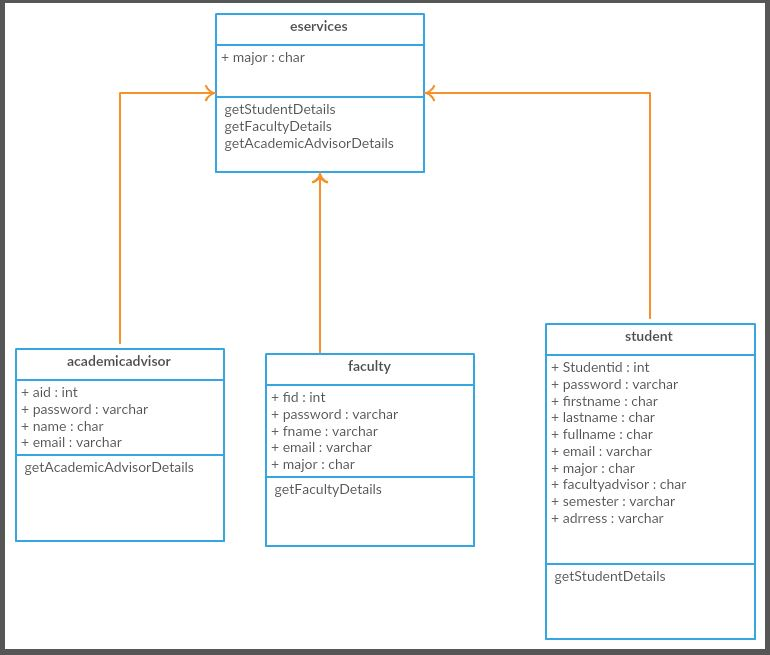 eservices
+ major : char
getStudentDetails
getFacultyDetails
getAcademicAdvisorDetails
academicadvisor
+ aid : int
+ password : varchar
+ name : char
+ email : varchar
getAcademicAdvisorDetails
faculty
+ fid : int
+ password : varchar
+ fname : varchar
+ email : varchar
+ major : char
getFacultyDetails
student
+ Studentid : int
+ password : varchar
+ firstname : char
+ lastname : char
+ fullname : char
+ email : varchar
+ major : char
+ facultyadvisor : char
+ semester : varchar
+ adrress : varchar
getStudentDetails